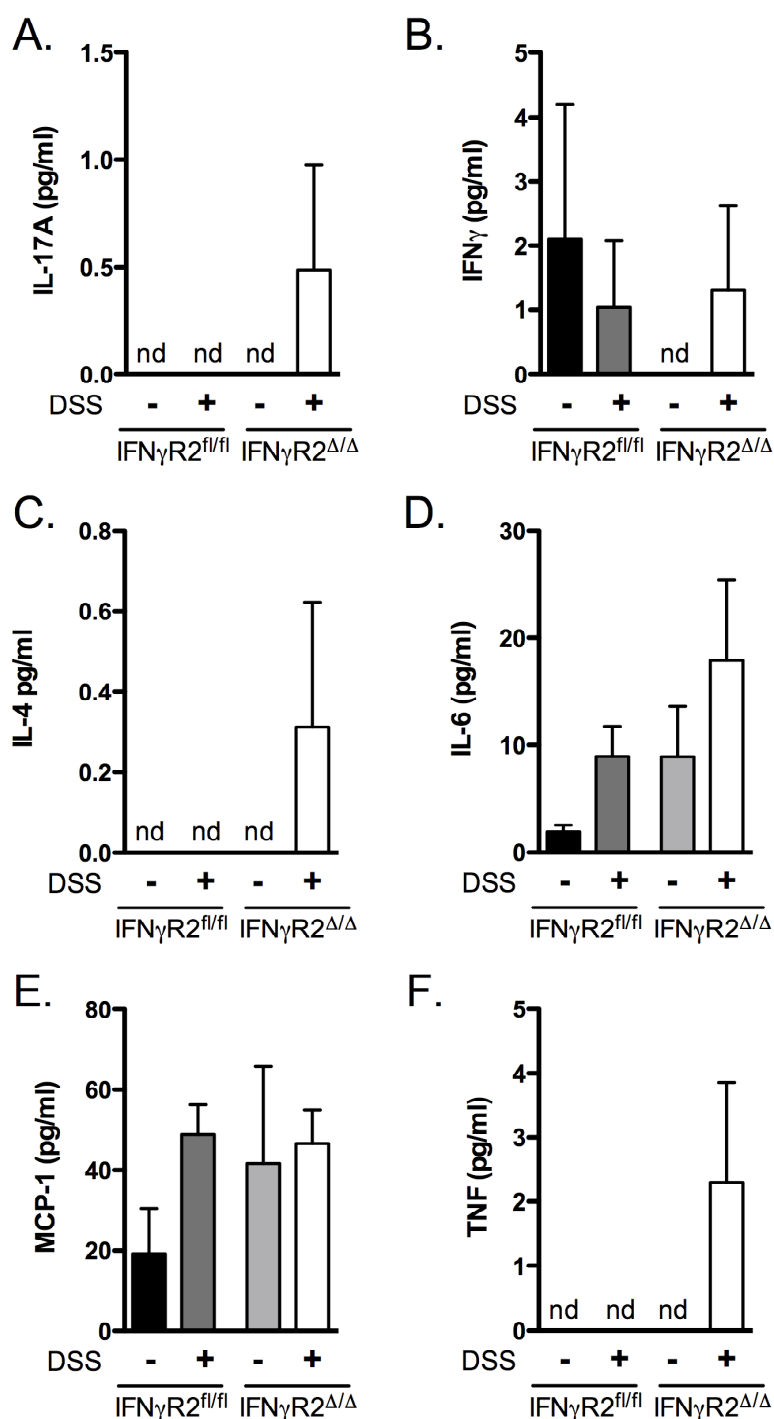 A.
IL-17A (pg/ml)
1.5
1.0
0.5
0.0
nd nd nd
DSS - + - +
IFNγR2fl/fl IFNγR2Δ/Δ
B.
IFNγ (pg/ml)
5
4
3
2
1
0
nd
DSS - + - +
IFNγR2fl/fl IFNγR2Δ/Δ
C.
IL-4 pg/ml
0.8
0.6
0.4
0.2
0.0
nd nd nd
DSS - + - +
IFNγR2fl/fl IFNγR2Δ/Δ
D.
IL-6 (pg/ml)
30
20
10
0
DSS - + - +
IFNγR2fl/fl IFNγR2Δ/Δ
E.
MCP-1 (pg/ml)
80
60
40
20
0
DSS - + - +
IFNγR2fl/fl IFNγR2Δ/Δ
F.
TNF (pg/ml)
5
4
3
2
1
0
nd nd nd
DSS - + - +
IFNγR2fl/fl IFNγR2Δ/Δ